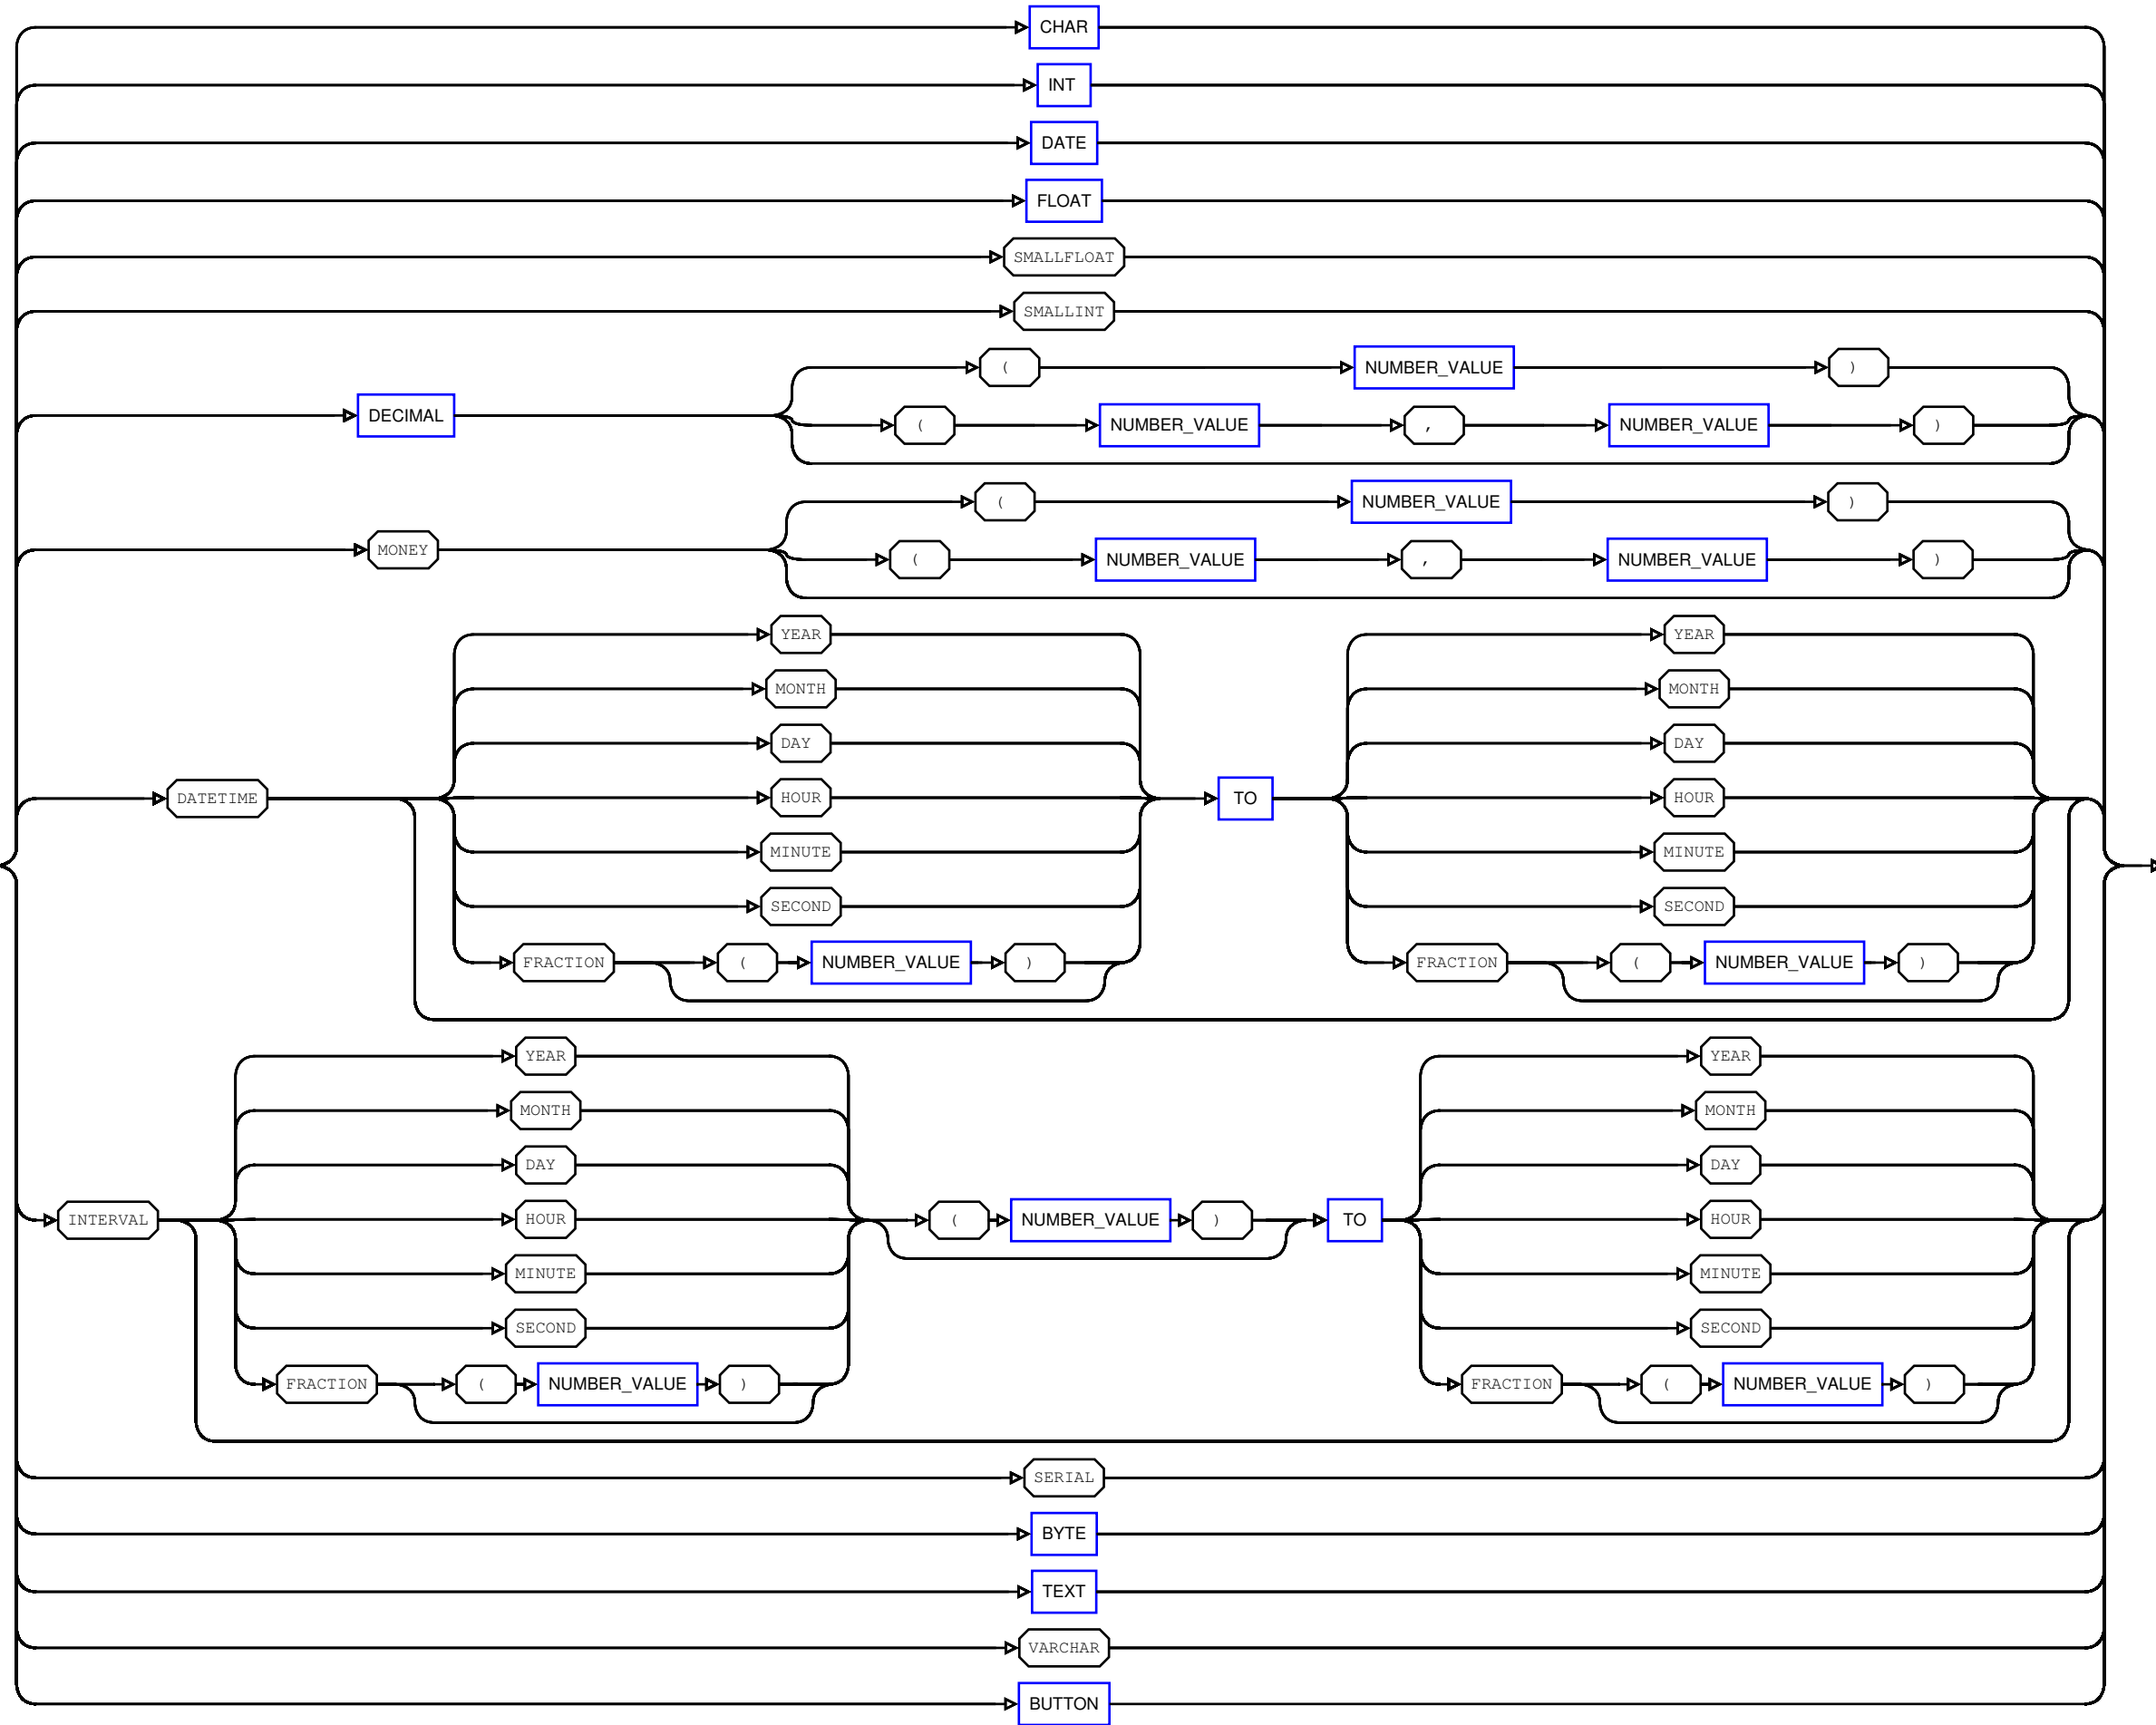 CHAR
INT
DATE
FLOAT
SMALLFLOAT
SMALLINT
( NUMBER_VALUE )
DECIMAL
( NUMBER_VALUE , NUMBER_VALUE )
( NUMBER_VALUE )
MONEY
( NUMBER_VALUE , NUMBER_VALUE )
YEAR YEAR
MONTH MONTH
DAY DAY
DATETIME HOUR TO HOUR
MINUTE MINUTE
SECOND SECOND
FRACTION ( NUMBER_VALUE ) FRACTION ( NUMBER_VALUE )
YEAR YEAR
MONTH MONTH
DAY DAY
INTERVAL HOUR ( NUMBER_VALUE ) TO HOUR
MINUTE MINUTE
SECOND SECOND
FRACTION ( NUMBER_VALUE ) FRACTION ( NUMBER_VALUE )
SERIAL
BYTE
TEXT
VARCHAR
BUTTON